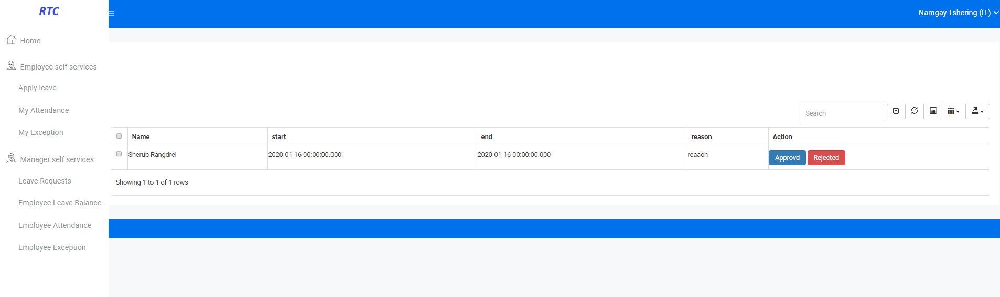 RTC
Namgay Tshering (IT)
Home
Employee self services
Apply leave
My Attendance
My Exception
Manager self services
Leave Requests
Employee Leave Balance
Employee Attendance
Employee Exception
Search
Name start end reason Action
Sherub Rangdrel 2020-01-16 00:00:00.000 2020-01-16 00:00:00.000 reaaon Approvd Rejected
Showing 1 to 1 of 1 rows